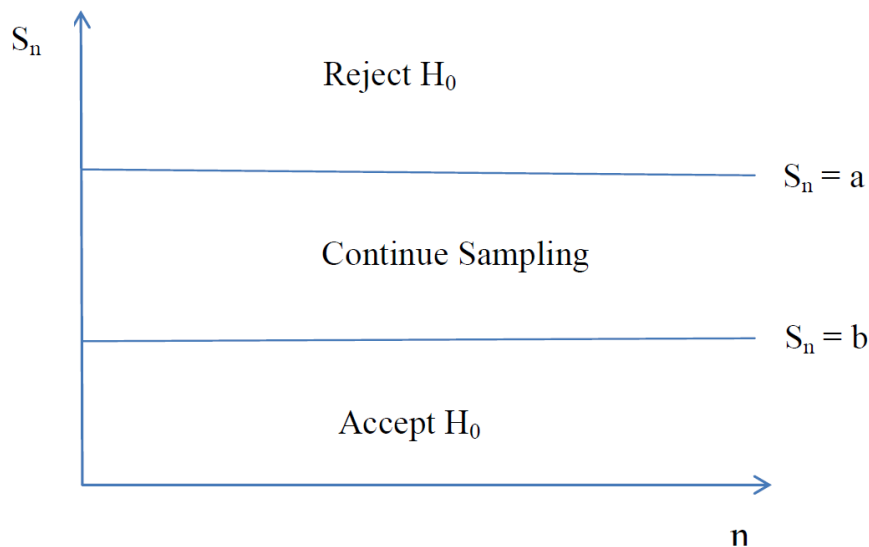 Sₙ
Reject H₀
Sₙ = a
Continue Sampling
Sₙ = b
Accept H₀
n